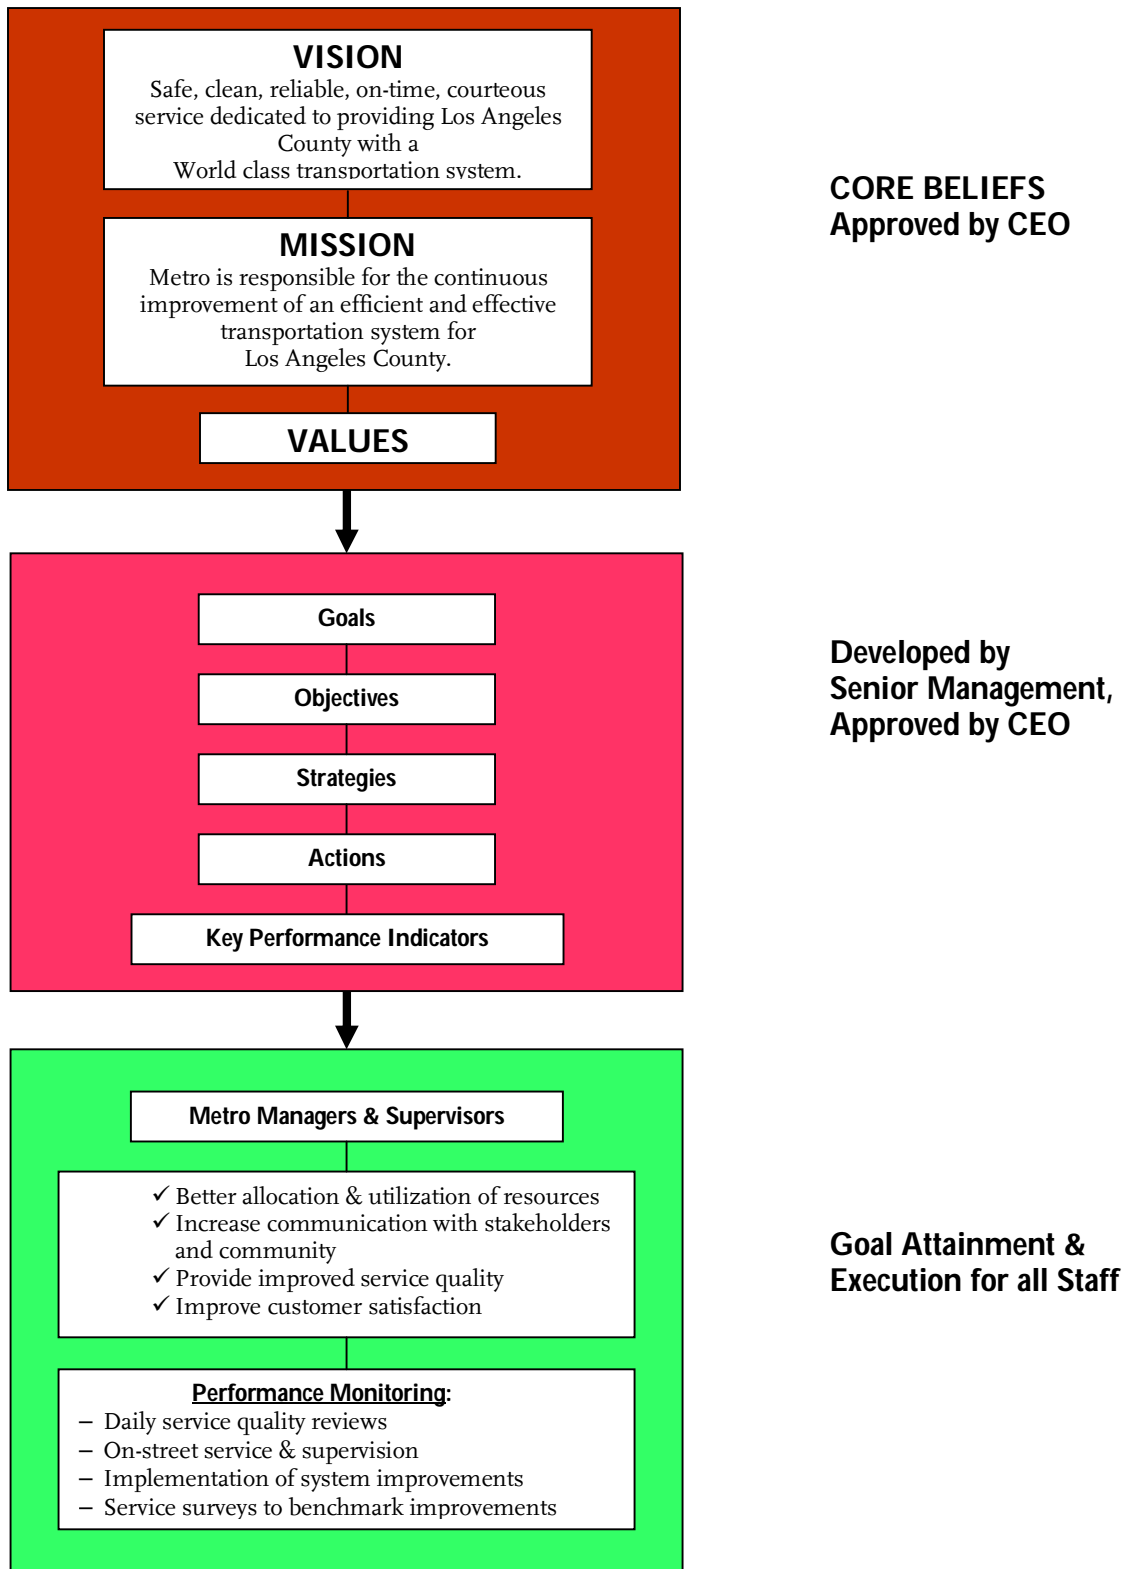 VISION
Safe, clean, reliable, on-time, courteous
service dedicated to providing Los Angeles
County with a
World class transportation system.
MISSION
Metro is responsible for the continuous
improvement of an efficient and effective
transportation system for
Los Angeles County.
VALUES
CORE BELIEFS
Approved by CEO
Goals
Objectives
Strategies
Actions
Key Performance Indicators
Developed by
Senior Management,
Approved by CEO
Metro Managers & Supervisors
✓ Better allocation & utilization of resources
✓ Increase communication with stakeholders
and community
✓ Provide improved service quality
✓ Improve customer satisfaction
Performance Monitoring:
– Daily service quality reviews
– On-street service & supervision
– Implementation of system improvements
– Service surveys to benchmark improvements
Goal Attainment &
Execution for all Staff